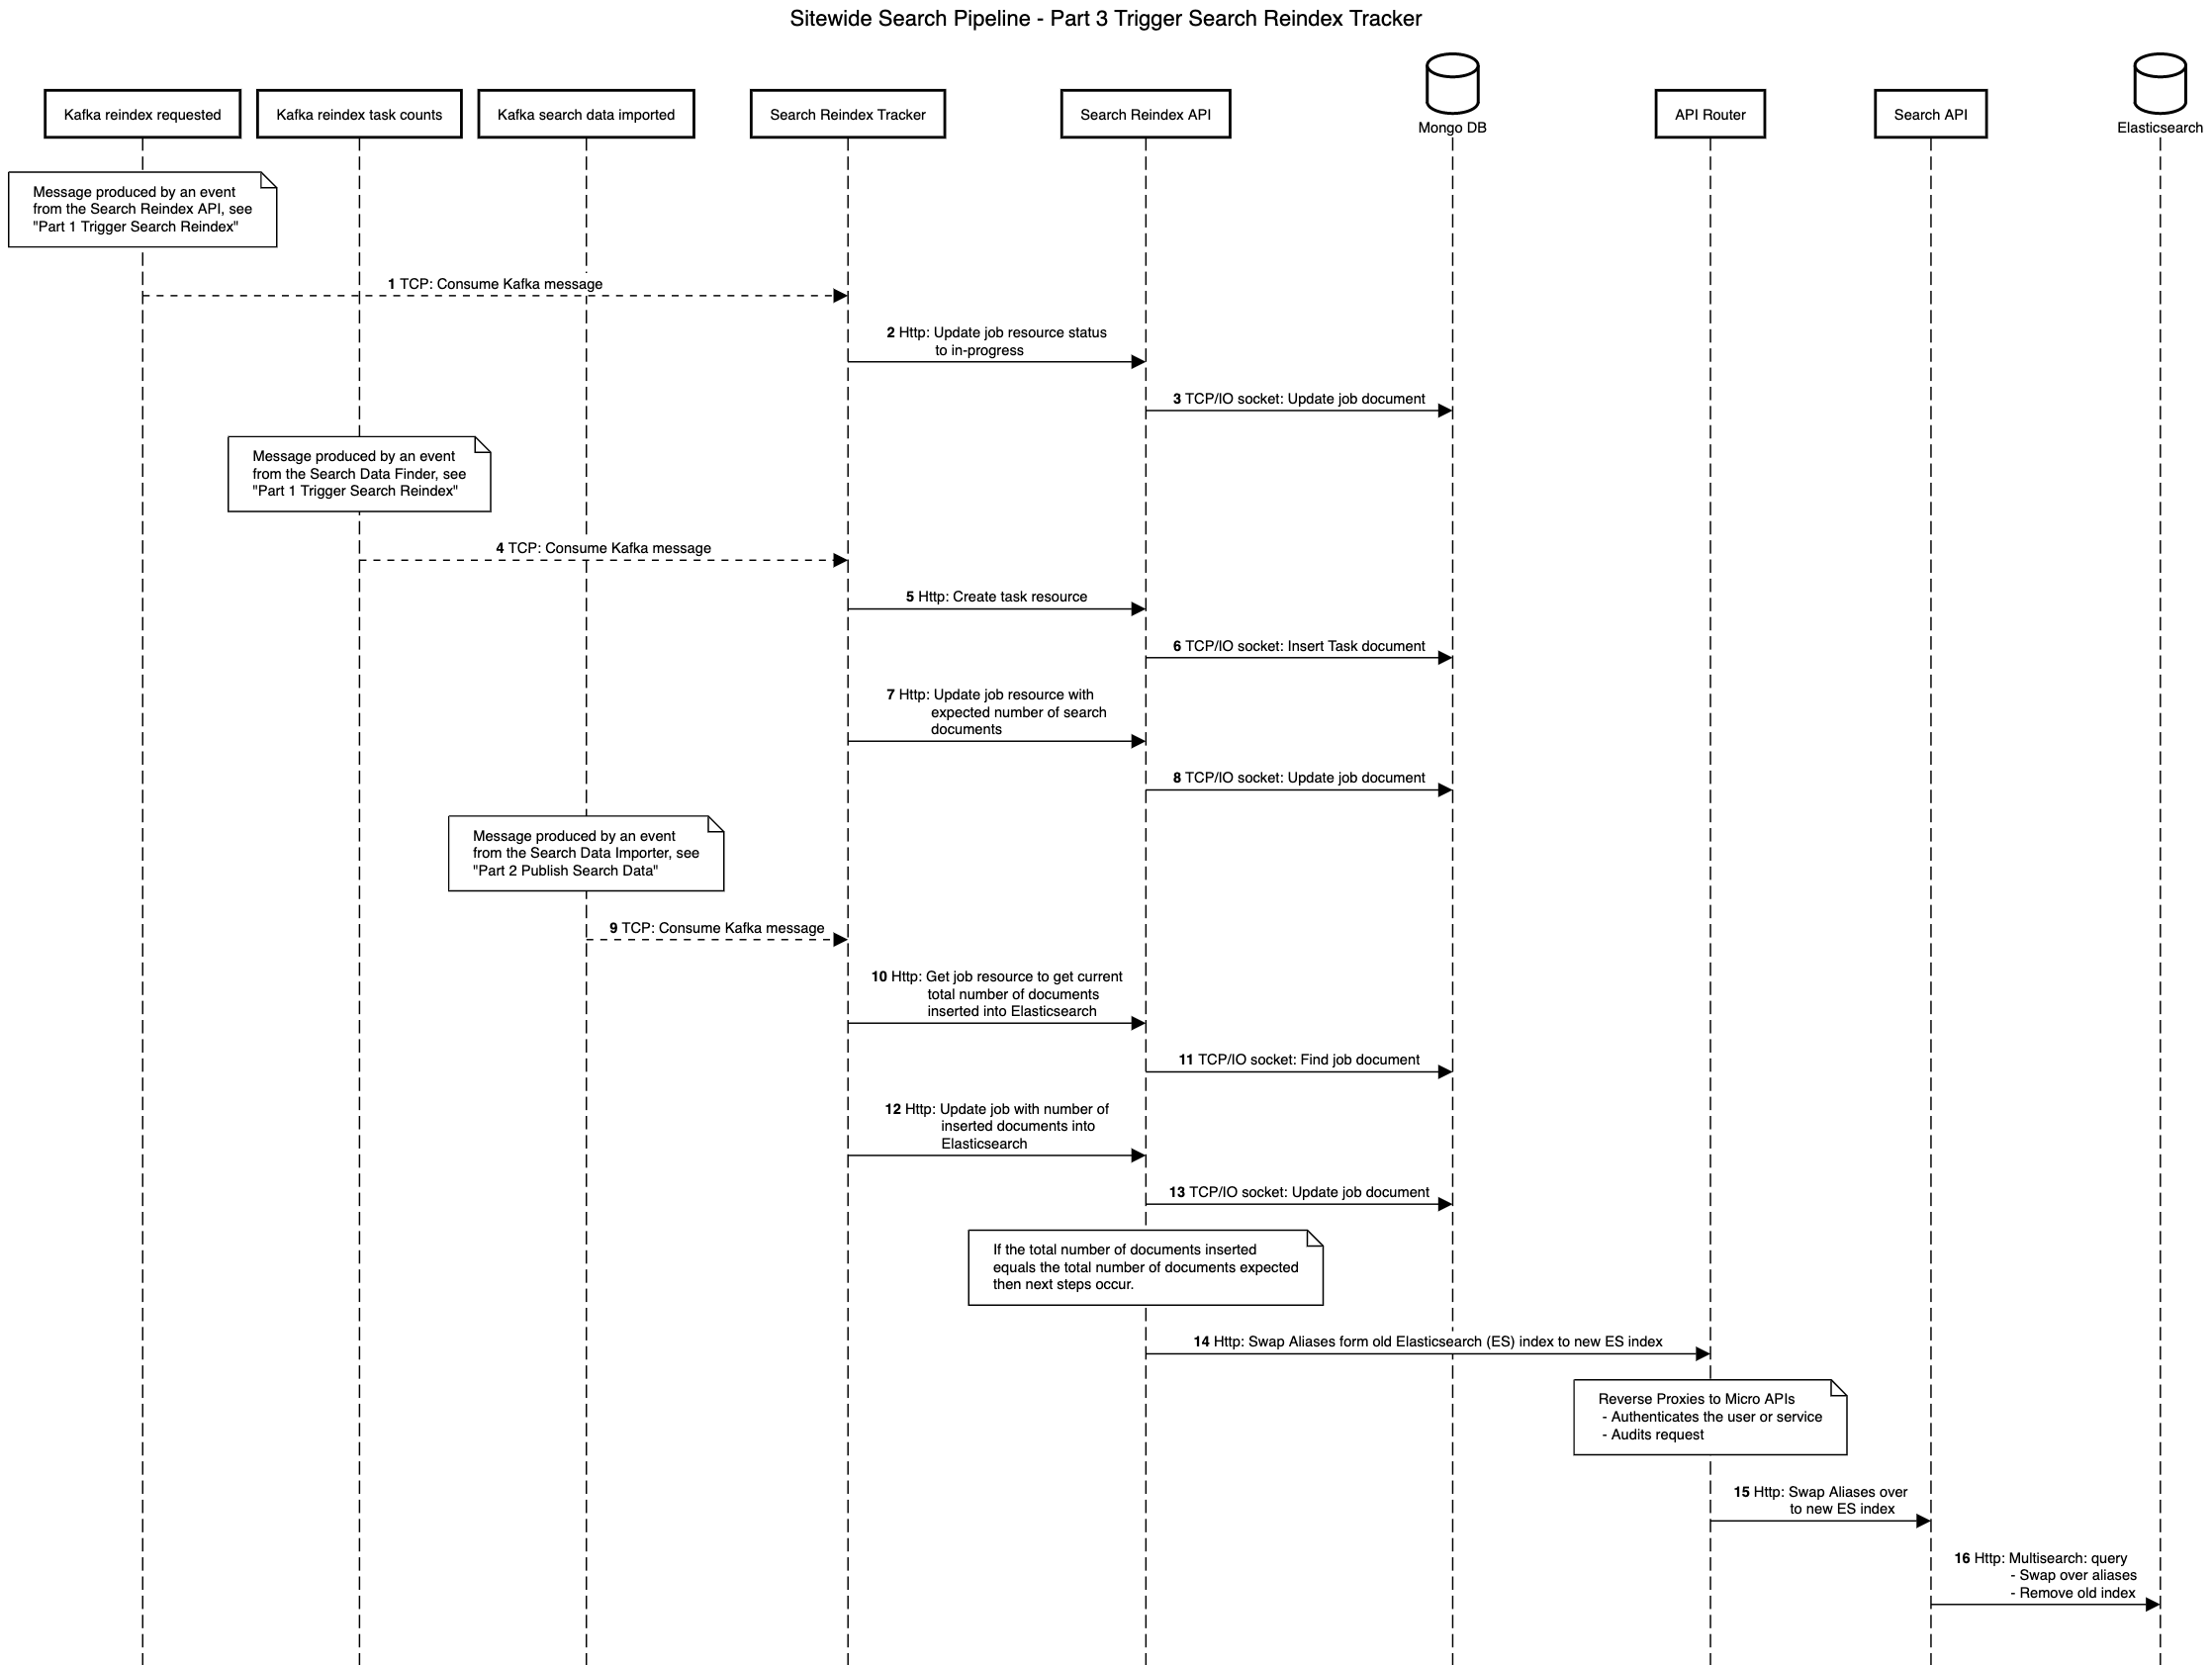 Sitewide Search Pipeline - Part 3 Trigger Search Reindex Tracker
Kafka reindex requested
Kafka reindex task counts
Kafka search data imported
Search Reindex Tracker
Search Reindex API
Mongo DB
API Router
Search API
Elasticsearch
Message produced by an event
from the Search Reindex API, see
"Part 1 Trigger Search Reindex"
1 TCP: Consume Kafka message
2 Http: Update job resource status
to in-progress
3 TCP/IO socket: Update job document
Message produced by an event
from the Search Data Finder, see
"Part 1 Trigger Search Reindex"
4 TCP: Consume Kafka message
5 Http: Create task resource
6 TCP/IO socket: Insert Task document
7 Http: Update job resource with
expected number of search
documents
8 TCP/IO socket: Update job document
Message produced by an event
from the Search Data Importer, see
"Part 2 Publish Search Data"
9 TCP: Consume Kafka message
10 Http: Get job resource to get current
total number of documents
inserted into Elasticsearch
11 TCP/IO socket: Find job document
12 Http: Update job with number of
inserted documents into
Elasticsearch
13 TCP/IO socket: Update job document
If the total number of documents inserted
equals the total number of documents expected
then next steps occur.
14 Http: Swap Aliases form old Elasticsearch (ES) index to new ES index
Reverse Proxies to Micro APIs
- Authenticates the user or service
- Audits request
15 Http: Swap Aliases over
to new ES index
16 Http: Multisearch: query
- Swap over aliases
- Remove old index